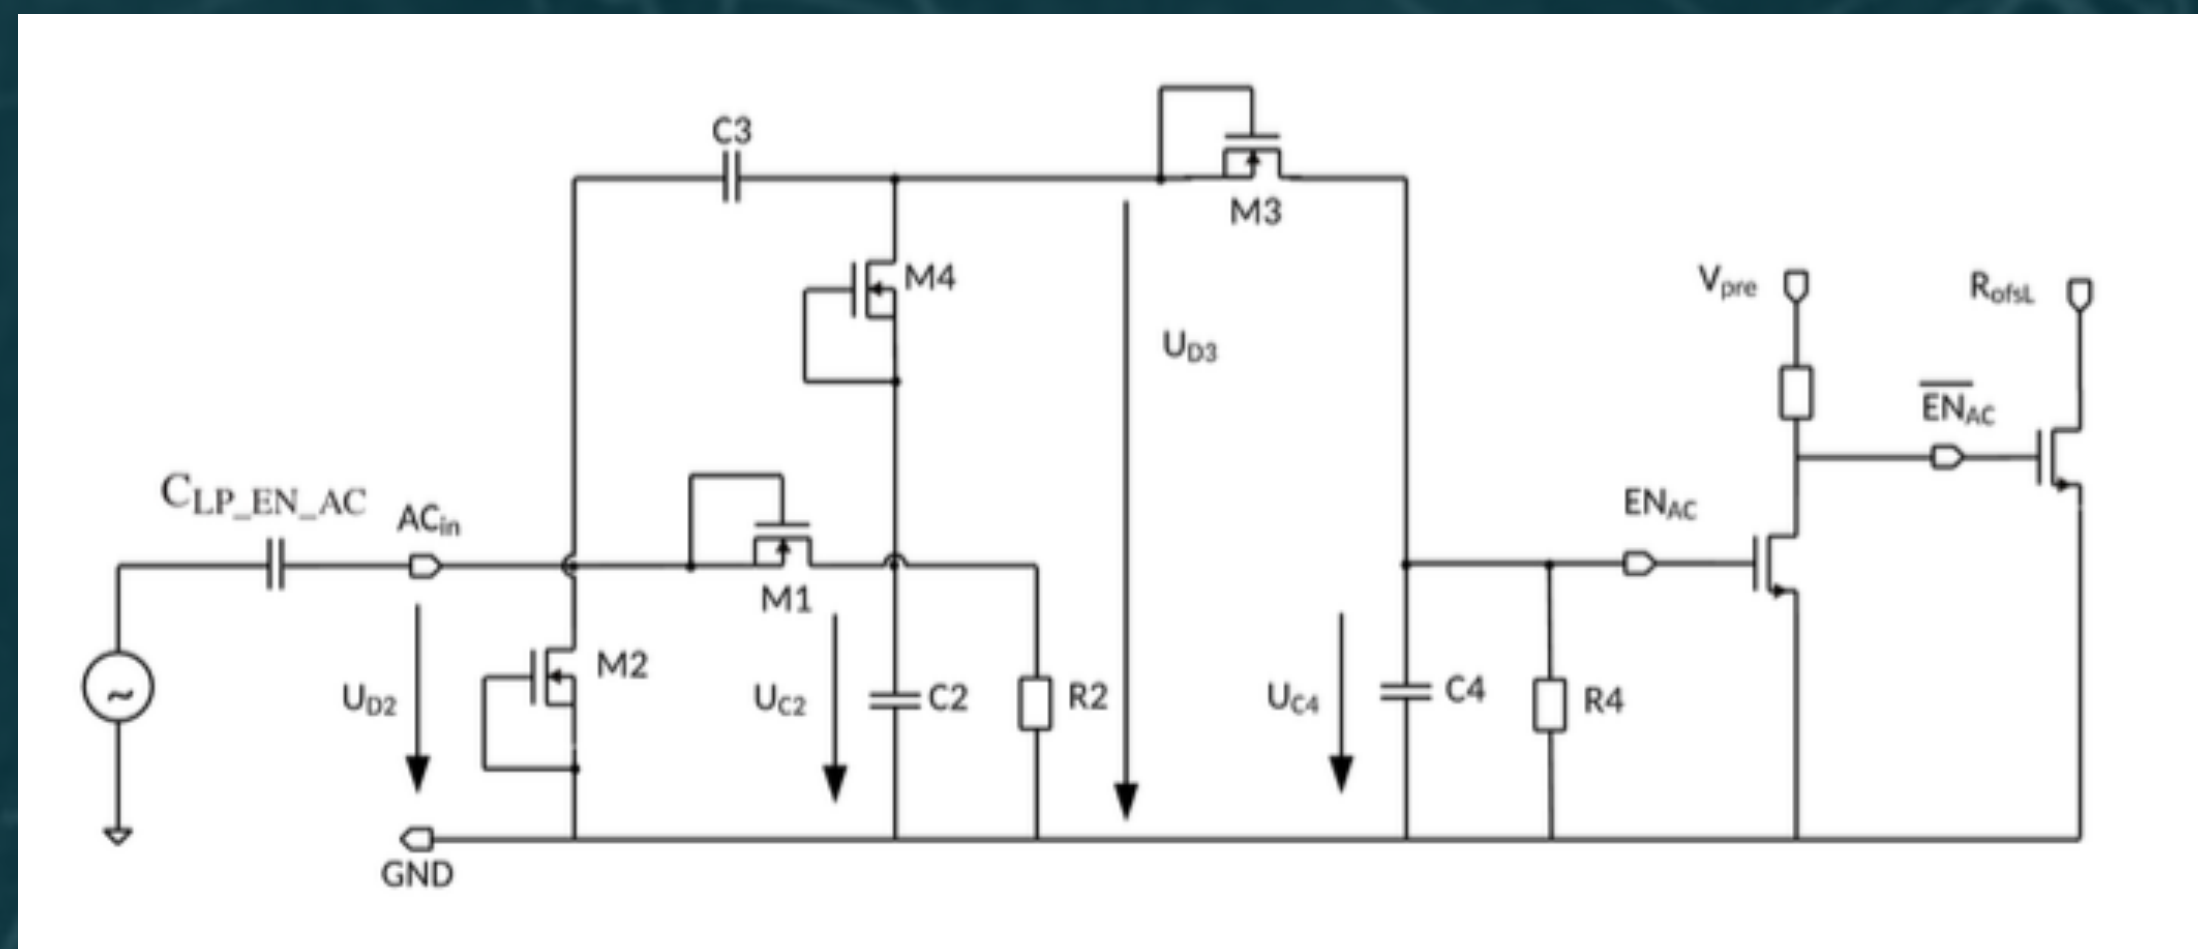 C3
M3
M4
U_D3
V_pre
R_ofsL
EN_AC
C_LP_EN_AC
AC_in
EN_AC
M1
M2
U_D2
U_C2
C2
R2
U_C4
C4
R4
~
GND